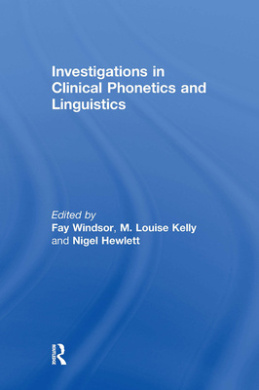 Investigations in
Clinical Phonetics and
Linguistics
Edited by
Fay Windsor, M. Louise Kelly
and Nigel Hewlett
ROUTLEDGE